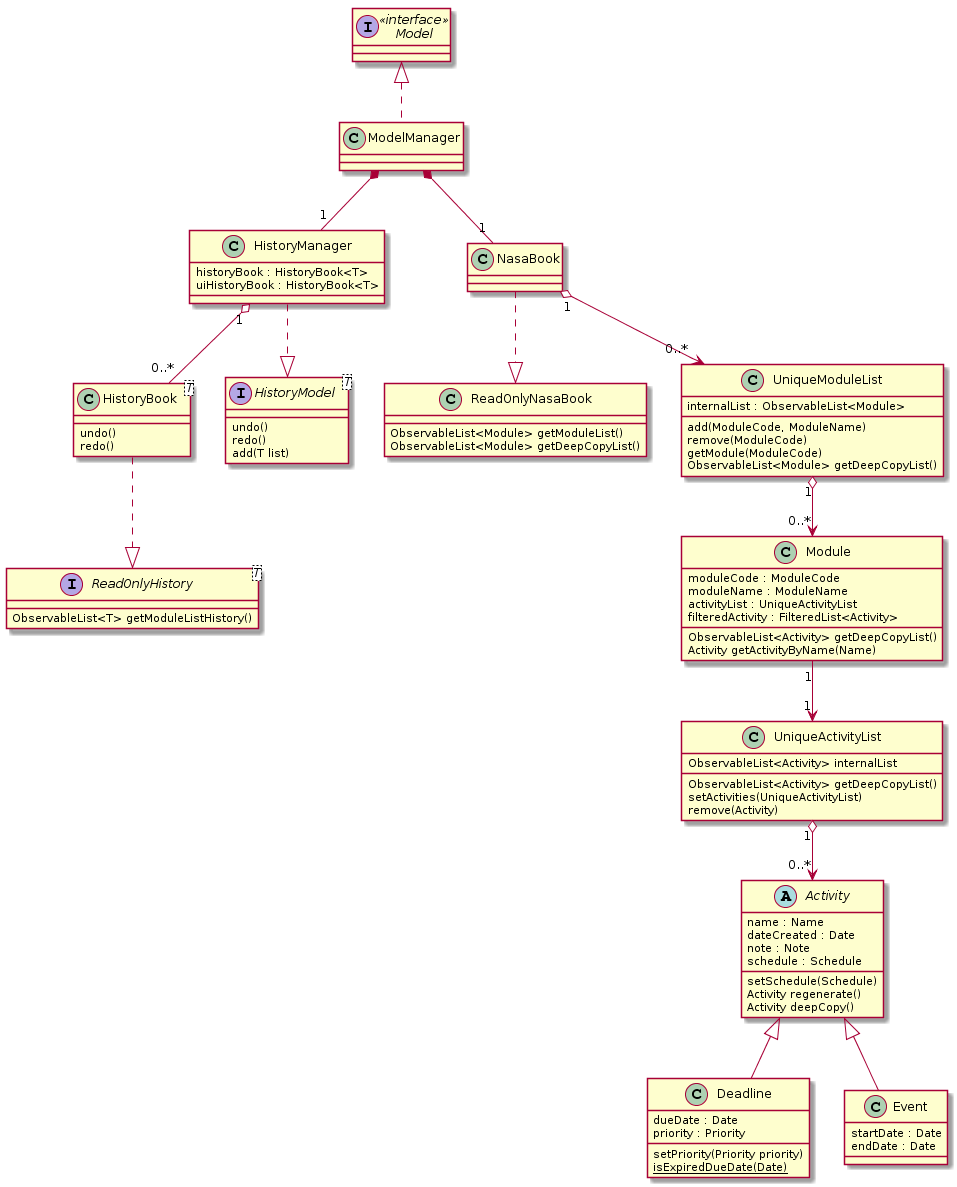 I «interface»
Model
C ModelManager
1
1
C HistoryManager
historyBook : HistoryBook<T>
uiHistoryBook : HistoryBook<T>
C NasaBook
1
1
0..*
0..*
C HistoryBook T
undo()
redo()
I HistoryModel T
undo()
redo()
add(T list)
C ReadOnlyNasaBook
ObservableList<Module> getModuleList()
ObservableList<Module> getDeepCopyList()
C UniqueModuleList
internalList : ObservableList<Module>
add(ModuleCode, ModuleName)
remove(ModuleCode)
getModule(ModuleCode)
ObservableList<Module> getDeepCopyList()
1
0..*
I ReadOnlyHistory T
ObservableList<T> getModuleListHistory()
C Module
moduleCode : ModuleCode
moduleName : ModuleName
activityList : UniqueActivityList
filteredActivity : FilteredList<Activity>
ObservableList<Activity> getDeepCopyList()
Activity getActivityByName(Name)
1
1
C UniqueActivityList
ObservableList<Activity> internalList
ObservableList<Activity> getDeepCopyList()
setActivities(UniqueActivityList)
remove(Activity)
1
0..*
A Activity
name : Name
dateCreated : Date
note : Note
schedule : Schedule
setSchedule(Schedule)
Activity regenerate()
Activity deepCopy()
C Deadline
dueDate : Date
priority : Priority
setPriority(Priority priority)
isExpiredDueDate(Date)
C Event
startDate : Date
endDate : Date